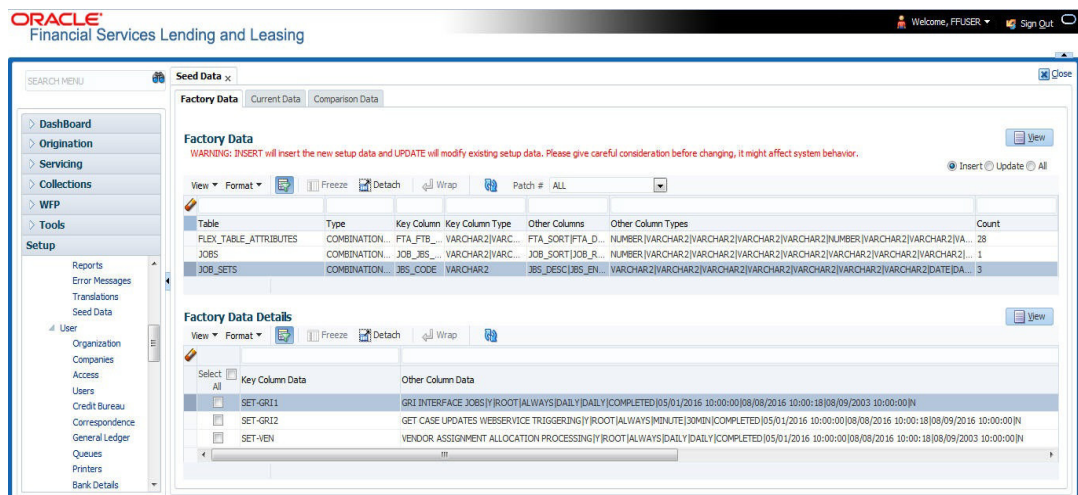 ORACLE
Financial Services Lending and Leasing
Welcome, FFUSER
Sign Out
SEARCH MENU
Seed Data x
Close
Factory Data Current Data Comparison Data
DashBoard
Origination
Servicing
Collections
WFP
Tools
Setup
Reports
Error Messages
Translations
Seed Data
User
Organization
Companies
Access
Users
Credit Bureau
Correspondence
General Ledger
Queues
Printers
Bank Details
Factory Data
View
WARNING: INSERT will insert the new setup data and UPDATE will modify existing setup data. Please give careful consideration before changing, it might affect system behavior.
Insert Update All
View Format Freeze Detach Wrap Patch # ALL
Table Type Key Column Key Column Type Other Columns Other Column Types Count
FLEX_TABLE_ATTRIBUTES COMBINATION... FTA_FTB_... VARCHAR2|VARC... FTA_SORT|FTA_D... NUMBER|VARCHAR2|VARCHAR2|VARCHAR2|VARCHAR2|NUMBER|VARCHAR2|VARCHAR2|VA... 28
JOBS COMBINATION... JOB_JBS_... VARCHAR2|VARC... JOB_SORT|JOB_R... NUMBER|VARCHAR2|VARCHAR2|VARCHAR2|VARCHAR2|VARCHAR2|VARCHAR2|VARCHAR2|... 1
JOB_SETS COMBINATION... JBS_CODE VARCHAR2 JBS_DESC|JBS_EN... VARCHAR2|VARCHAR2|VARCHAR2|VARCHAR2|VARCHAR2|VARCHAR2|VARCHAR2|DATE|DA... 3
Factory Data Details
View
View Format Freeze Detach Wrap
Select All Key Column Data Other Column Data
SET-GRI1 GRI INTERFACE JOBS|Y|ROOT|ALWAYS|DAILY|DAILY|COMPLETED|05/01/2016 10:00:00|08/08/2016 10:00:18|08/09/2003 10:00:00|N
SET-GRI2 GET CASE UPDATES WEBSERVICE TRIGGERING|Y|ROOT|ALWAYS|MINUTE|30MIN|COMPLETED|05/01/2016 10:00:00|08/08/2016 10:00:18|08/09/2003 10:00:00|N
SET-VEN VENDOR ASSIGNMENT ALLOCATION PROCESSING|Y|ROOT|ALWAYS|DAILY|DAILY|COMPLETED|05/01/2016 10:00:00|08/08/2016 10:00:18|08/09/2003 10:00:00|N